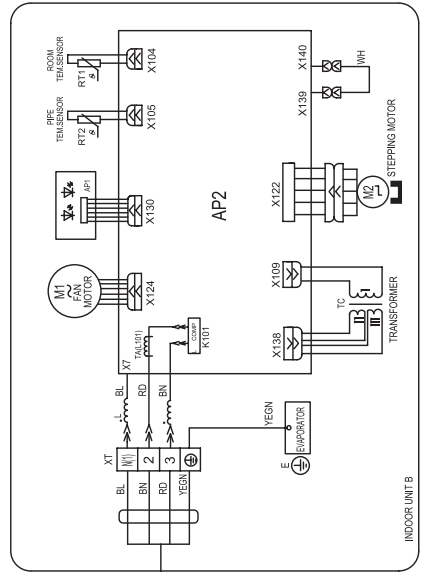 ROOM
TEM.SENSOR
RT1
X104
PIPE
TEM.SENSOR
RT2
X105
AP1
X130
M1
FAN
MOTOR
X124
AP2
X140
X139
WH
X122
M2
STEPPING MOTOR
X109
X138
TC
I
II
III
TRANSFORMER
X7
TA(L101)
L COMP
K101
BL
RD
BN
L
XT
N(1)
2
3
BL
BN
RD
YEGN
YEGN
EVAPORATOR
E
INDOOR UNIT B